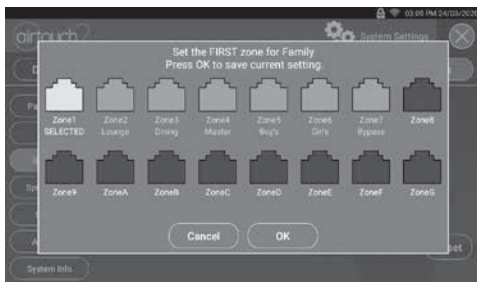 03:09 PM 24/03/2020
airtouch 2
System Settings
Set the FIRST zone for Family
Press OK to save current setting.
Zone1 Zone2 Zone3 Zone4 Zone5 Zone6 Zone7 Zone8
SELECTED Lounge Dining Master Boy's Girl's Bypass
Zone9 ZoneA ZoneB ZoneC ZoneD ZoneE ZoneF ZoneG
Cancel OK
System Info